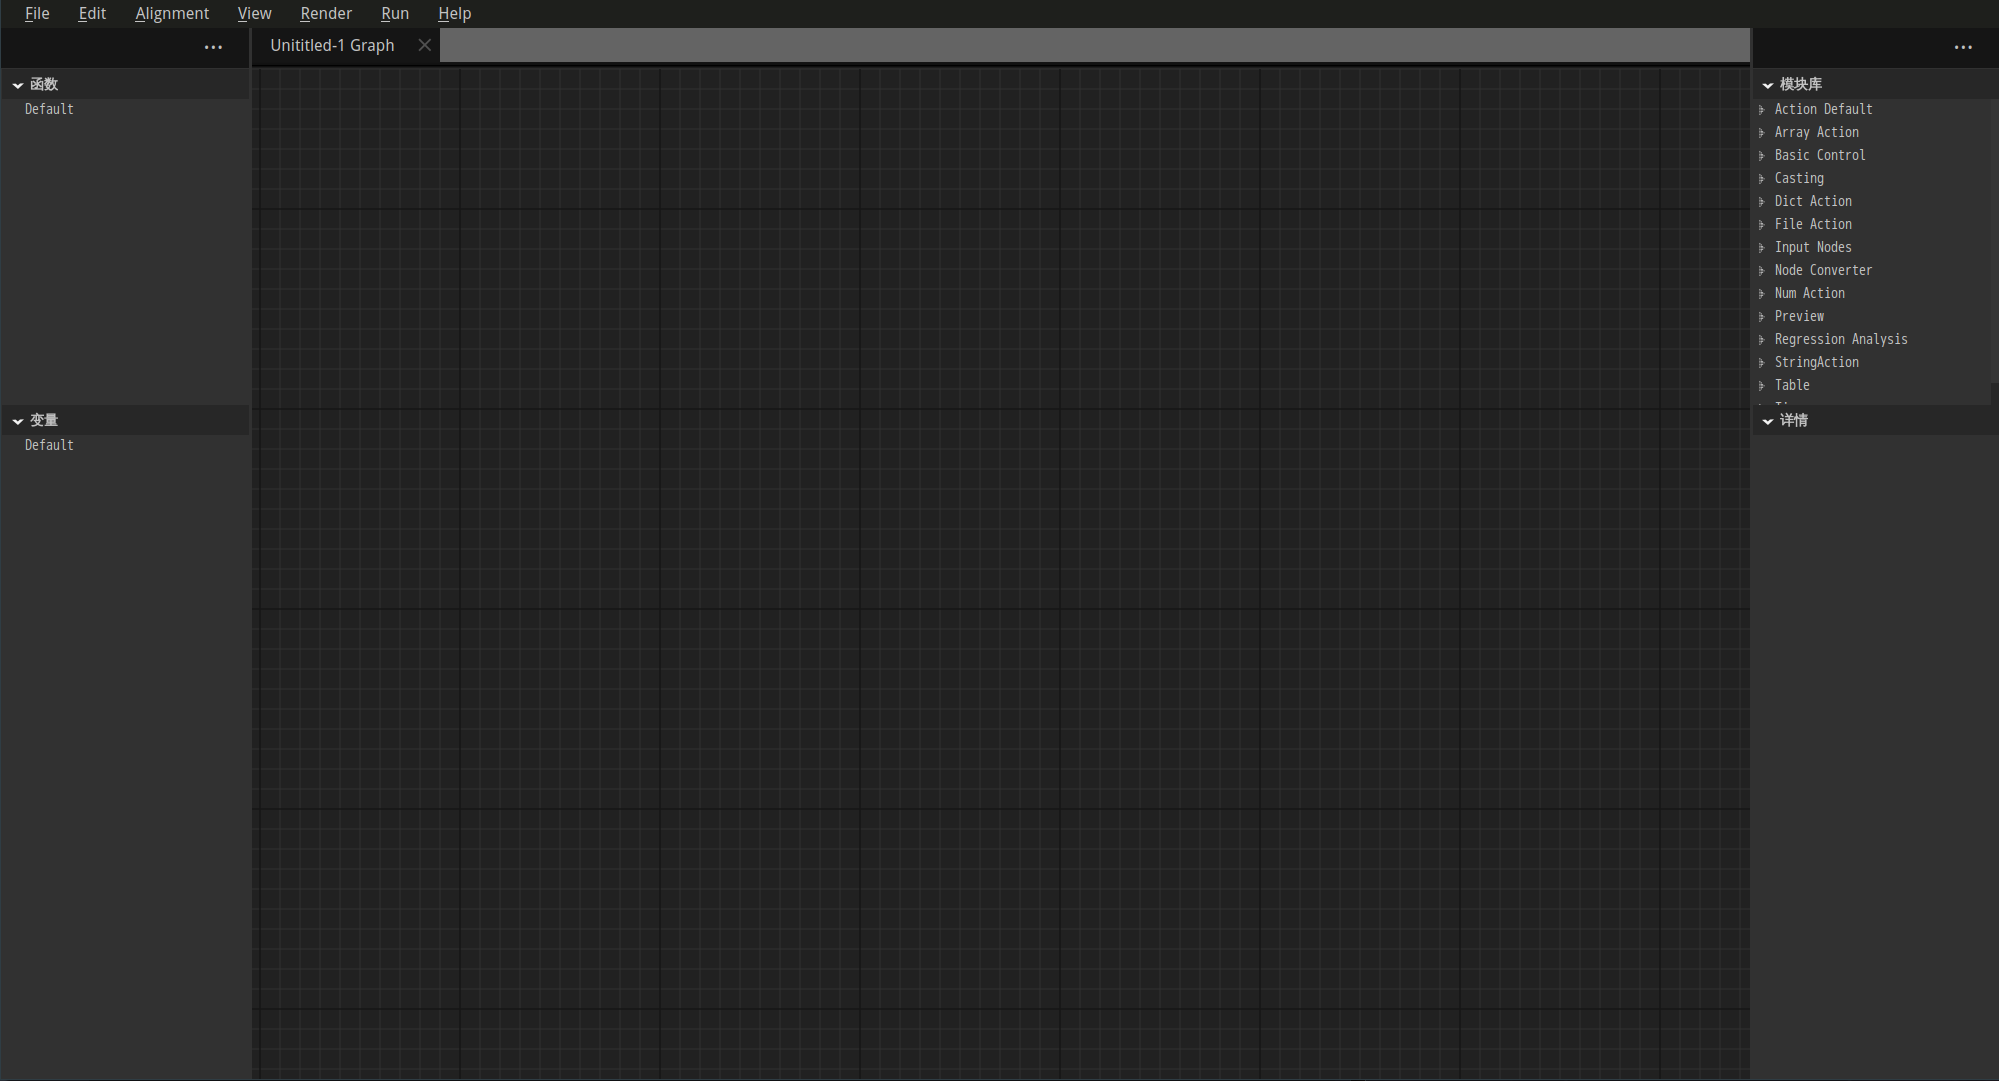 File Edit Alignment View Render Run Help
Unititled-1 Graph
函数
Default
变量
Default
模块库
Action Default
Array Action
Basic Control
Casting
Dict Action
File Action
Input Nodes
Node Converter
Num Action
Preview
Regression Analysis
StringAction
Table
详情